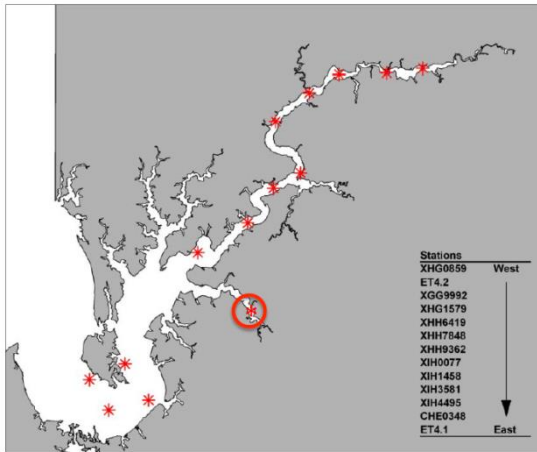 Stations
XHG0859 West
ET4.2
XGG9992
XHG1579
XHH6419
XHH7848
XHH9362
XIH0077
XIH1458
XIH3581
XIH4495
CHE0348
ET4.1 East